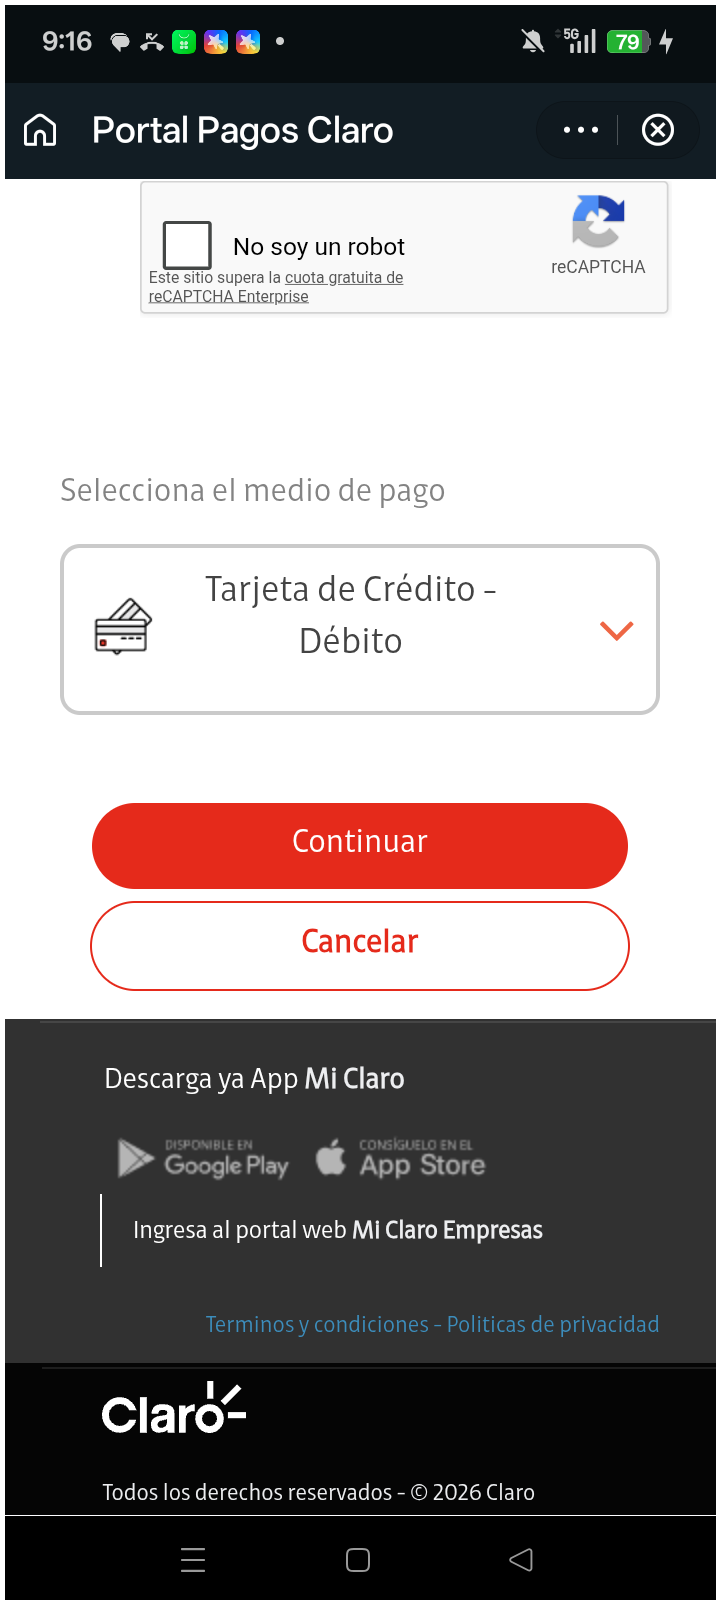 9:16
5G
79
Portal Pagos Claro
No soy un robot
reCAPTCHA
Este sitio supera la cuota gratuita de
reCAPTCHA Enterprise
Selecciona el medio de pago
Tarjeta de Crédito -
Débito
Continuar
Cancelar
Descarga ya App Mi Claro
DISPONIBLE EN
Google Play
CONSÍGUELO EN EL
App Store
Ingresa al portal web Mi Claro Empresas
Terminos y condiciones - Politicas de privacidad
Claro
Todos los derechos reservados - © 2026 Claro